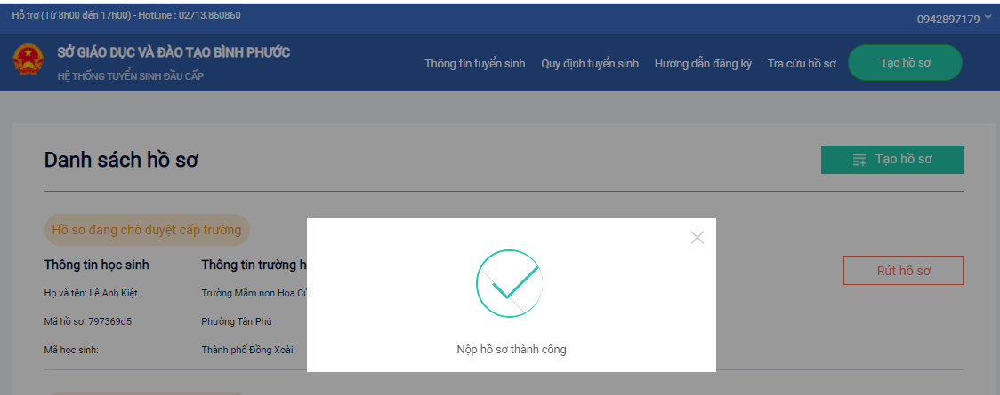 Hỗ trợ (Từ 8h00 đến 17h00) - HotLine : 02713.860860
0942897179
SỞ GIÁO DỤC VÀ ĐÀO TẠO BÌNH PHƯỚC
HỆ THỐNG TUYỂN SINH ĐẦU CẤP
Thông tin tuyển sinh
Quy định tuyển sinh
Hướng dẫn đăng ký
Tra cứu hồ sơ
Tạo hồ sơ
Danh sách hồ sơ
Tạo hồ sơ
Hồ sơ đang chờ duyệt cấp trường
Thông tin học sinh
Thông tin trường h
Rút hồ sơ
Họ và tên: Lê Anh Kiệt
Trường Mầm non Hoa Cú
Mã hồ sơ: 797369d5
Phường Tân Phú
Mã học sinh:
Thành phố Đồng Xoài
Nộp hồ sơ thành công